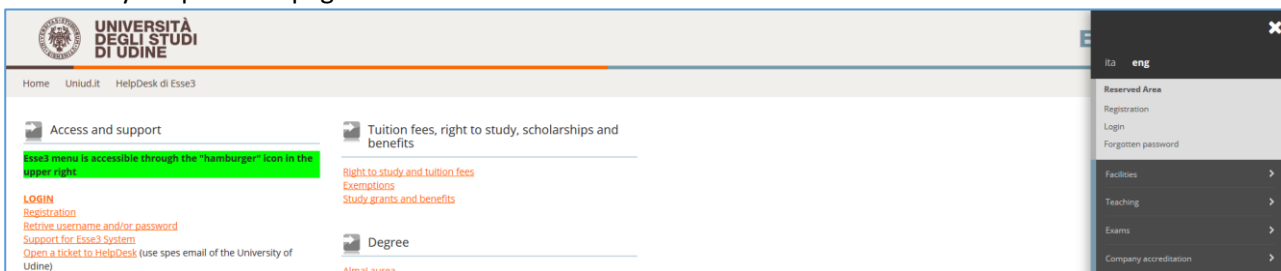 UNIVERSITÀ
DEGLI STUDI
DI UDINE
E
Home Uniud.it HelpDesk di Esse3
Access and support
Esse3 menu is accessible through the "hamburger" icon in the
upper right
LOGIN
Registration
Retrive username and/or password
Support for Esse3 System
Open a ticket to HelpDesk (use spes email of the University of
Udine)
Tuition fees, right to study, scholarships and
benefits
Right to study and tuition fees
Exemptions
Study grants and benefits
Degree
Almal aurea
ita eng
Reserved Area
Registration
Login
Forgotten password
Facilities
Teaching
Exams
Company accreditation